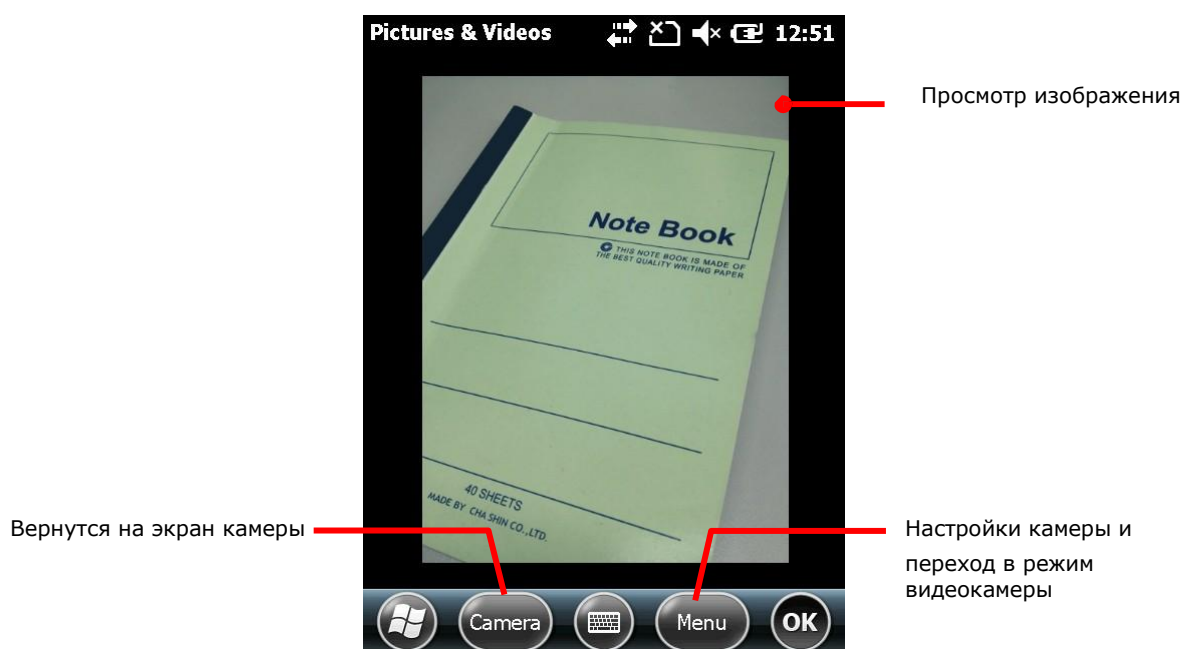 Pictures & Videos 12:51
Просмотр изображения
Note Book
THIS NOTE BOOK IS MADE OF
THE BEST QUALITY WRITING PAPER
40 SHEETS
MADE BY CHA SHIN CO.,LTD.
Вернутся на экран камеры
Настройки камеры и
переход в режим
видеокамеры
Camera
Menu
OK